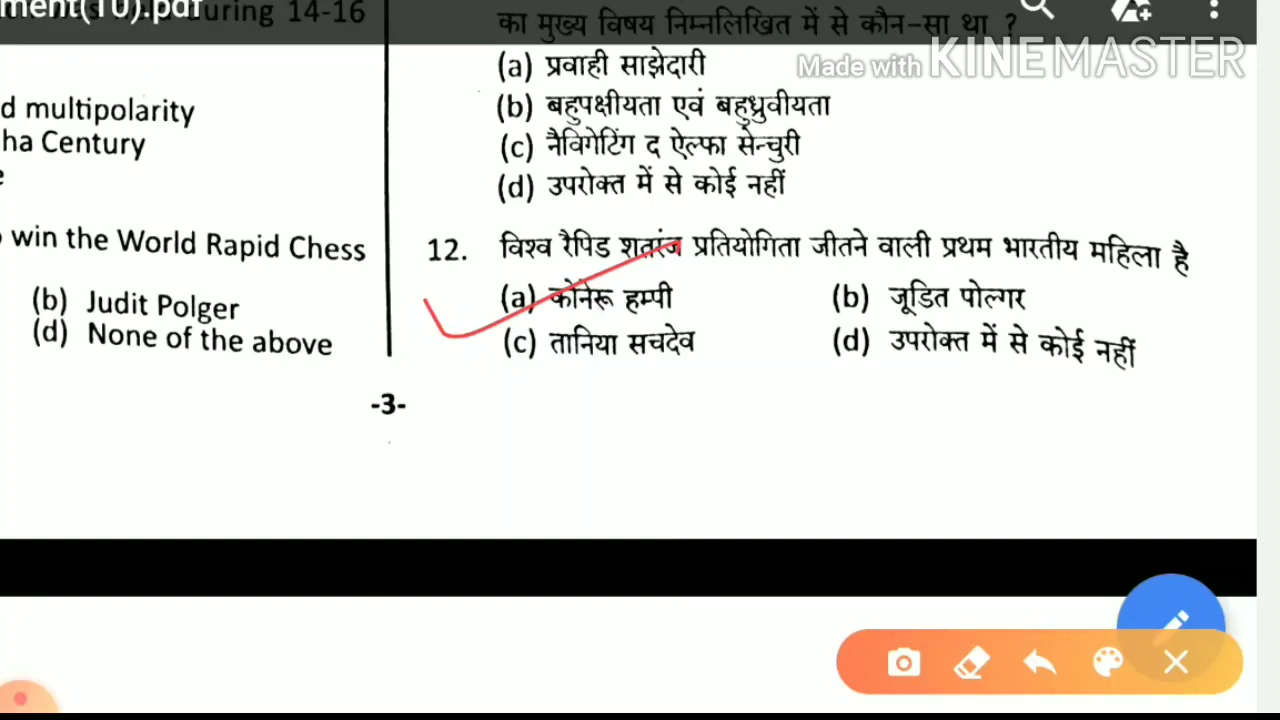 ment(10).pdf
during 14-16
d multipolarity
ha Century
e
win the World Rapid Chess
(b) Judit Polger
(d) None of the above
का मुख्य विषय निम्नलिखित में से कौन-सा था ?
(a) प्रवाही साझेदारी
(b) बहुपक्षीयता एवं बहुध्रुवीयता
(c) नैविगेटिंग द ऐल्फा सेन्चुरी
(d) उपरोक्त में से कोई नहीं
12. विश्व रैपिड शतरंज प्रतियोगिता जीतने वाली प्रथम भारतीय महिला है
(a) कोनेरू हम्पी (b) जूडित पोल्गर
(c) तानिया सचदेव (d) उपरोक्त में से कोई नहीं
-3-
Made with KINEMASTER